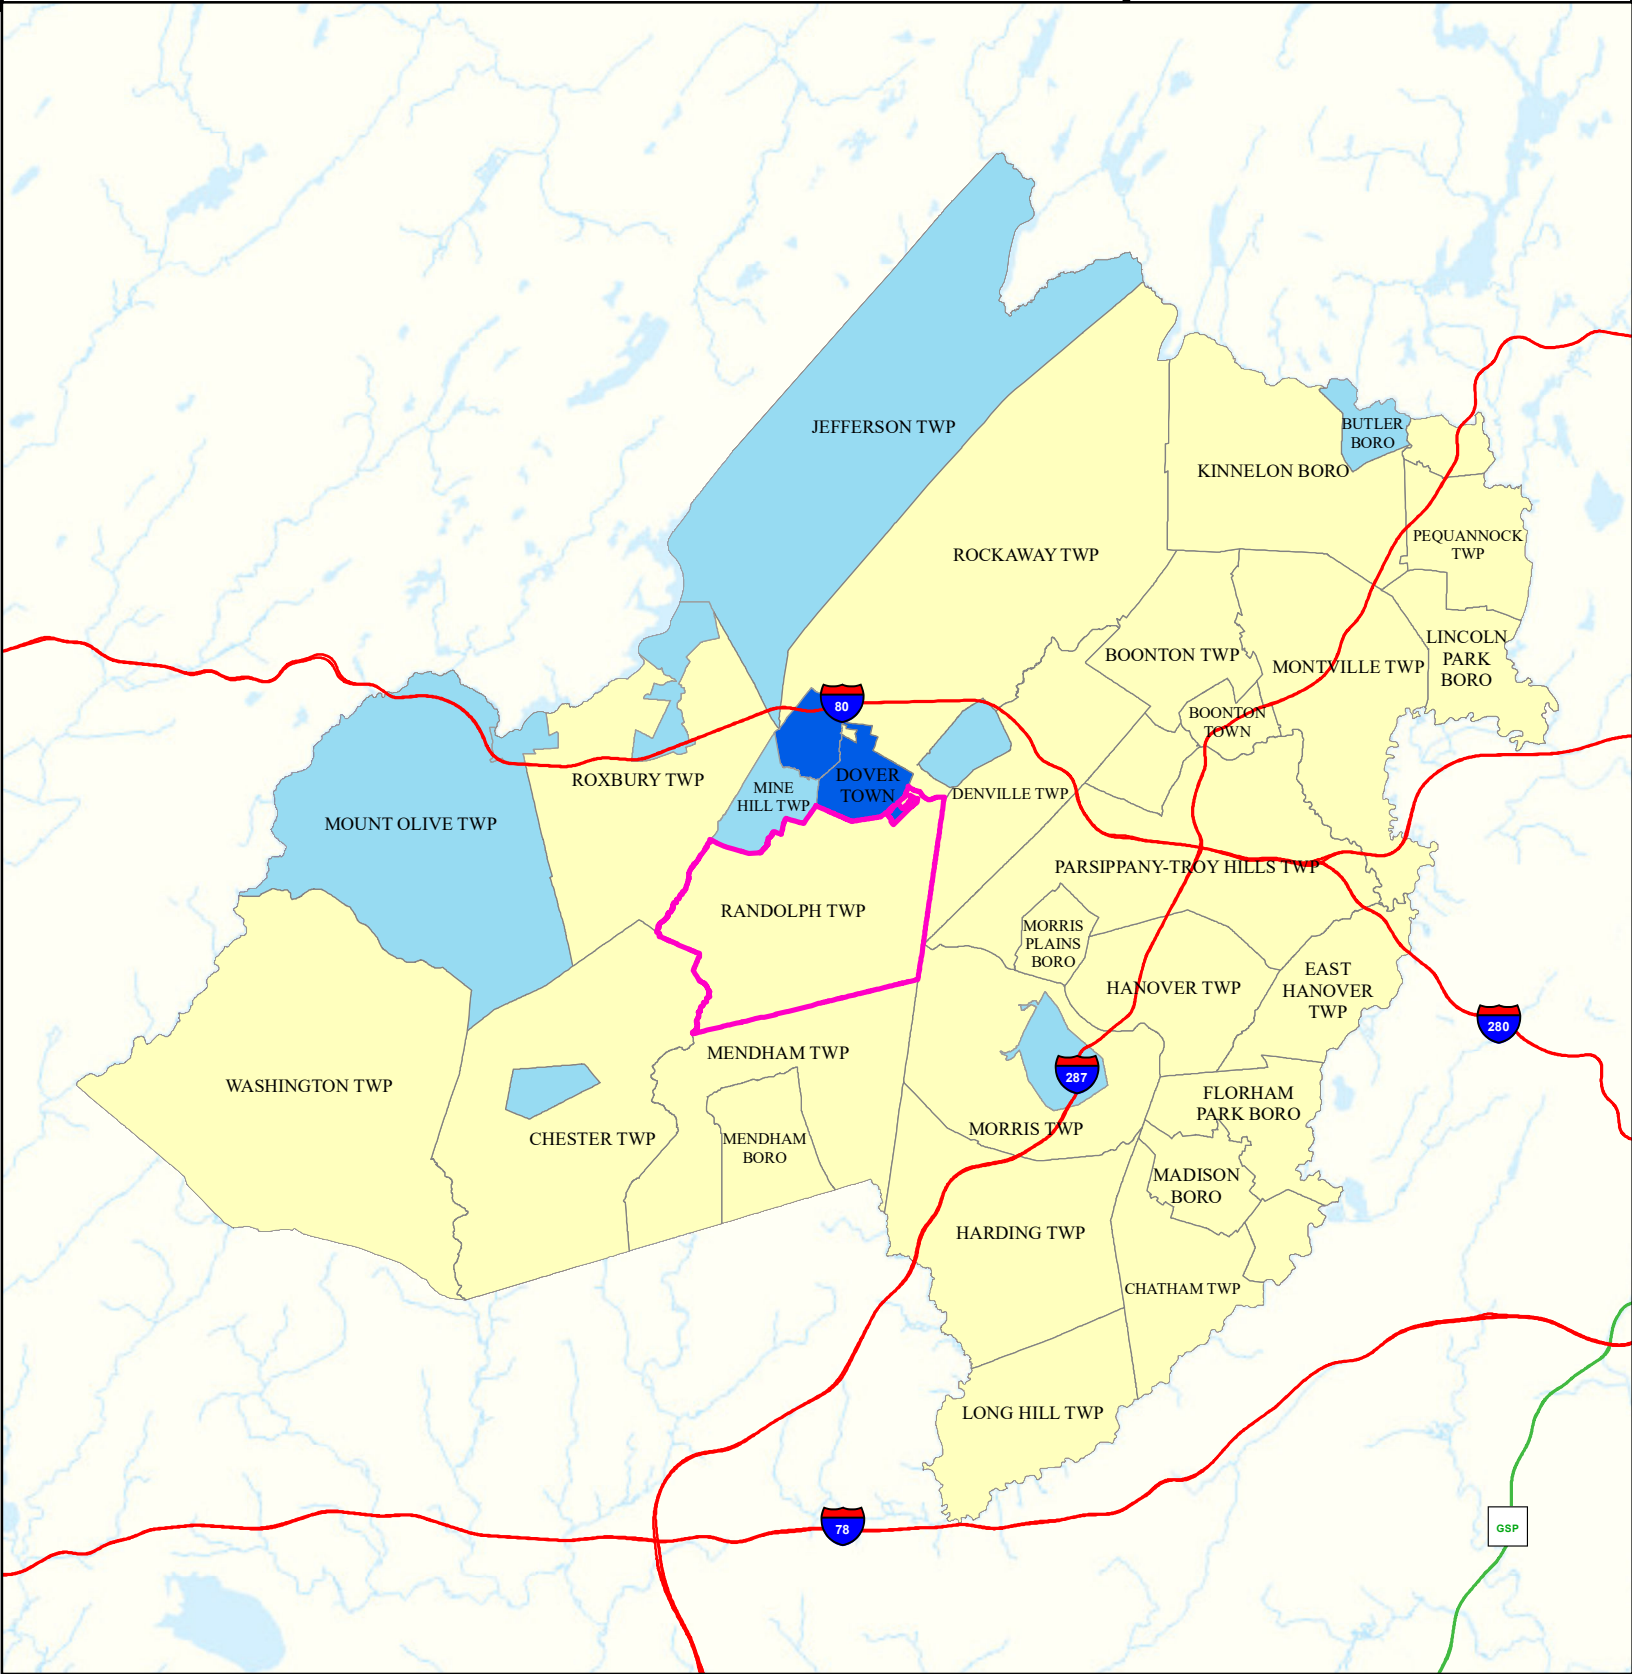 JEFFERSON TWP
BUTLER
BORO
KINNELON BORO
PEQUANNOCK
TWP
ROCKAWAY TWP
LINCOLN
PARK
BORO
BOONTON TWP
MONTVILLE TWP
80
BOONTON
TOWN
ROXBURY TWP
MINE
HILL TWP
DOVER
TOWN
DENVILLE TWP
MOUNT OLIVE TWP
PARSIPPANY-TROY HILLS TWP
RANDOLPH TWP
MORRIS
PLAINS
BORO
EAST
HANOVER
TWP
HANOVER TWP
280
MENDHAM TWP
287
WASHINGTON TWP
FLORHAM
PARK BORO
CHESTER TWP
MENDHAM
BORO
MORRIS TWP
MADISON
BORO
HARDING TWP
CHATHAM TWP
LONG HILL TWP
78
GSP